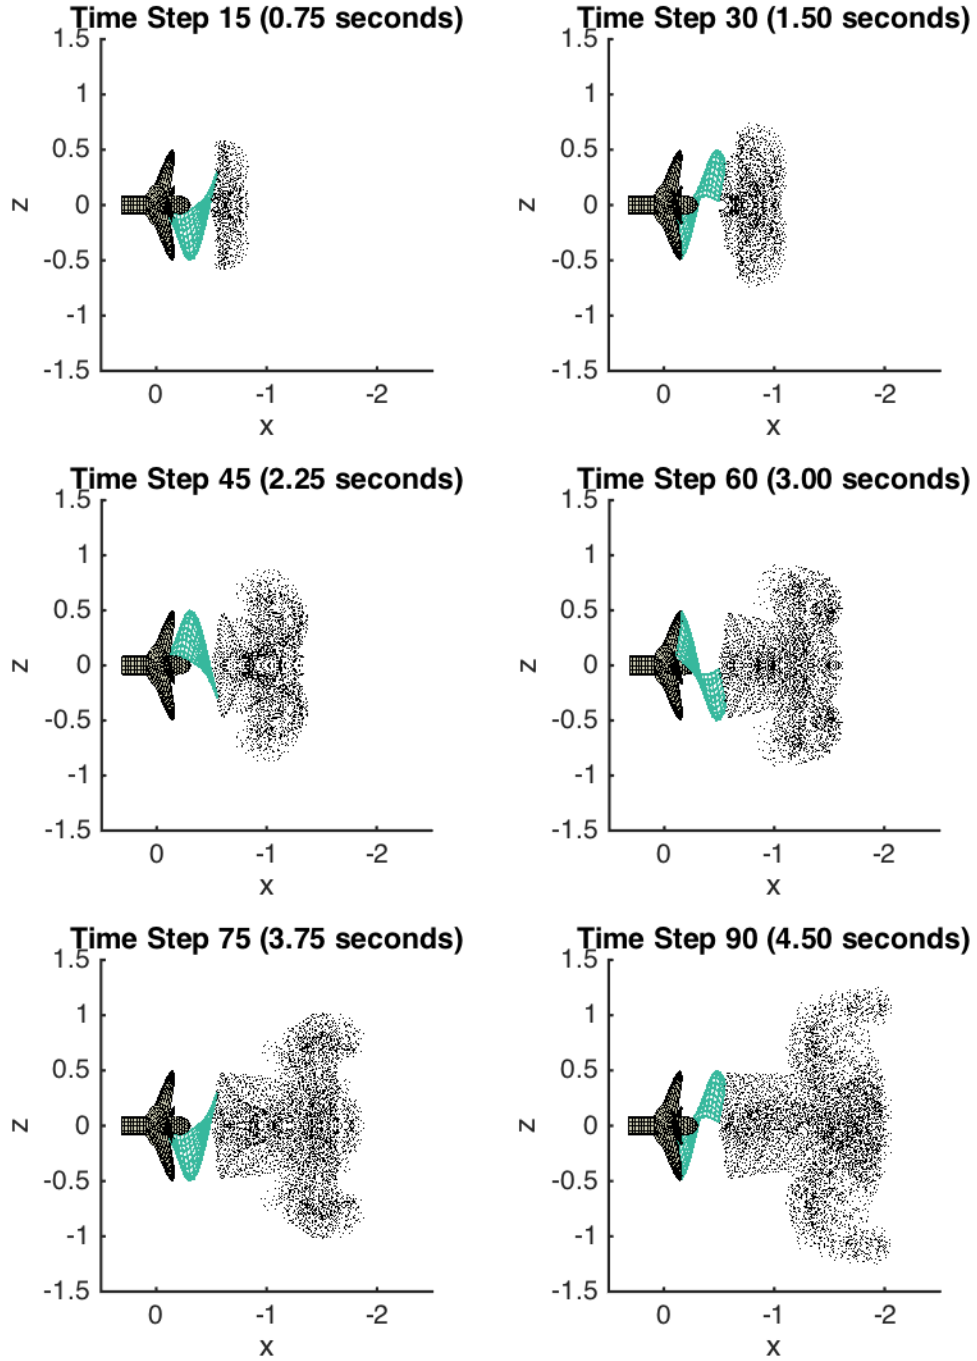 Time Step 15 (0.75 seconds)
1.5
1
0.5
0
-0.5
-1
-1.5
z
0 -1 -2
x
Time Step 30 (1.50 seconds)
1.5
1
0.5
0
-0.5
-1
-1.5
z
0 -1 -2
x
Time Step 45 (2.25 seconds)
1.5
1
0.5
0
-0.5
-1
-1.5
z
0 -1 -2
x
Time Step 60 (3.00 seconds)
1.5
1
0.5
0
-0.5
-1
-1.5
z
0 -1 -2
x
Time Step 75 (3.75 seconds)
1.5
1
0.5
0
-0.5
-1
-1.5
z
0 -1 -2
x
Time Step 90 (4.50 seconds)
1.5
1
0.5
0
-0.5
-1
-1.5
z
0 -1 -2
x